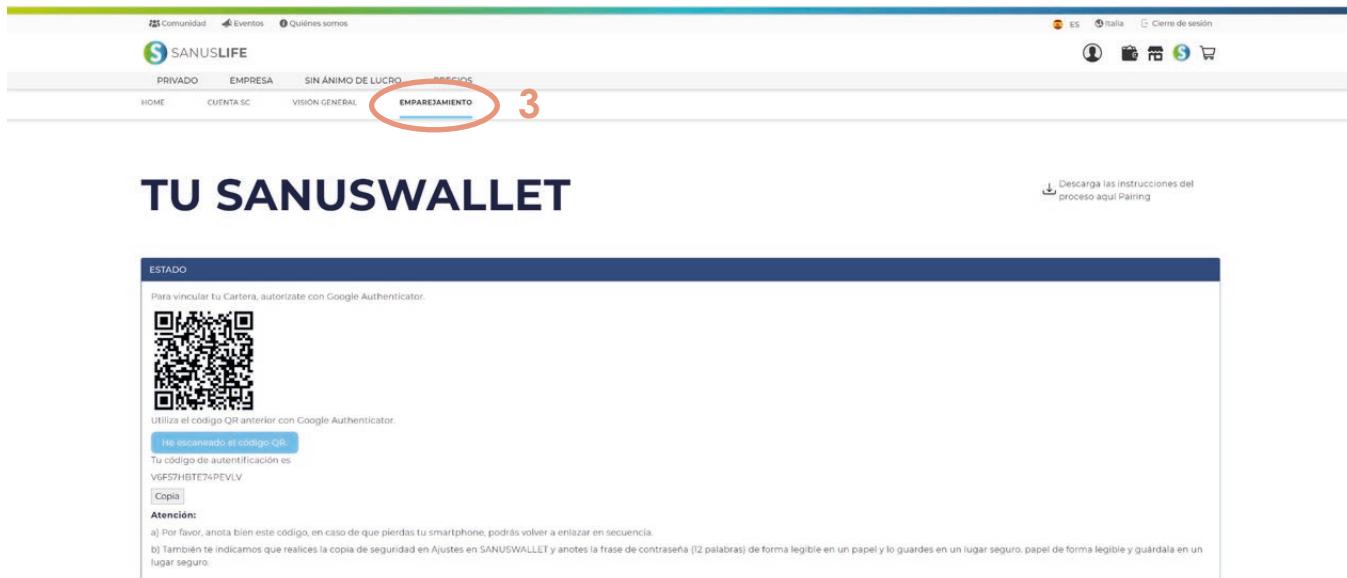 Comunidad Eventos Quiénes somos ES Italia Cierre de sesión
SANUSLIFE
PRIVADO EMPRESA SIN ÁNIMO DE LUCRO PRECIOS
HOME CUENTA SC VISIÓN GENERAL EMPAREJAMIENTO 3
TU SANUSWALLET
Descarga las instrucciones del
proceso aquí Pairing
ESTADO
Para vincular tu Cartera, autorízate con Google Authenticator.
Utiliza el código QR anterior con Google Authenticator.
He escaneado el código QR.
Tu código de autentificación es
V6FS7HBTE74PEVLV
Copia
Atención:
a) Por favor, anota bien este código, en caso de que pierdas tu smartphone, podrás volver a enlazar en secuencia.
b) También te indicamos que realices la copia de seguridad en Ajustes en SANUSWALLET y anotes la frase de contraseña (12 palabras) de forma legible en un papel y lo guardes en un lugar seguro. papel de forma legible y guárdala en un
lugar seguro.